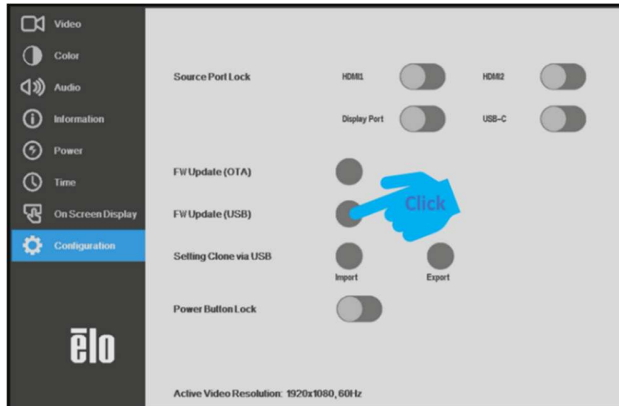 Video
Color
Audio
Information
Power
Time
On Screen Display
Configuration
ēlo
Source Port Lock
HDMI1
HDMI2
Display Port
USB-C
FW Update (OTA)
FW Update (USB)
Click
Setting Clone via USB
Import
Export
Power Button Lock
Active Video Resolution: 1920x1080, 60Hz